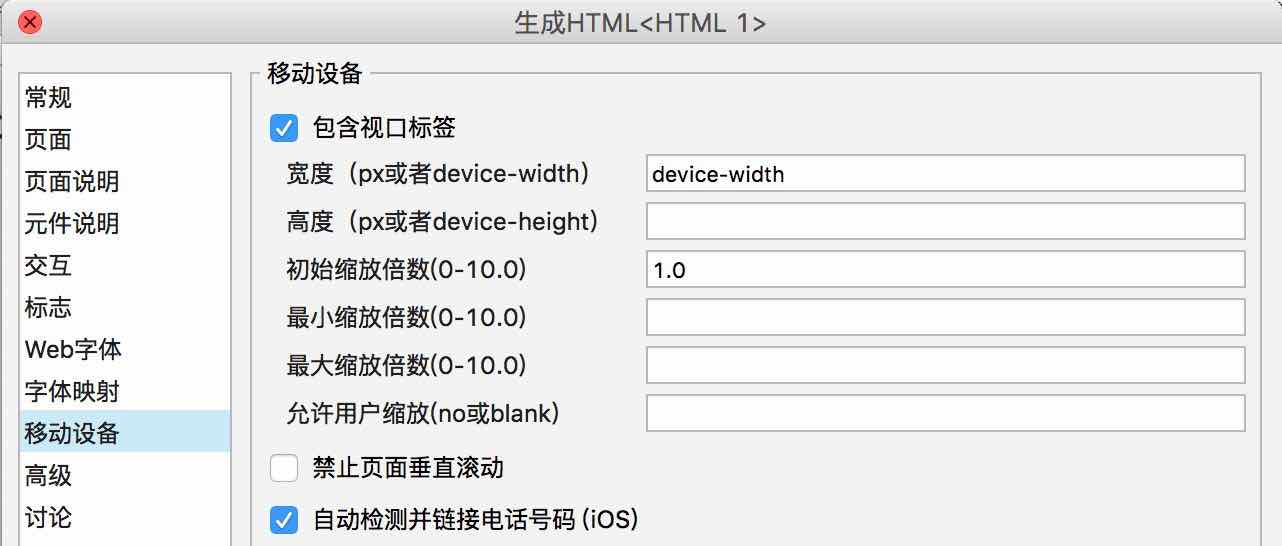 生成HTML<HTML 1>
常规
页面
页面说明
元件说明
交互
标志
Web字体
字体映射
移动设备
高级
讨论
移动设备
包含视口标签
宽度（px或者device-width） device-width
高度（px或者device-height）
初始缩放倍数(0-10.0) 1.0
最小缩放倍数(0-10.0)
最大缩放倍数(0-10.0)
允许用户缩放(no或blank)
禁止页面垂直滚动
自动检测并链接电话号码 (iOS)